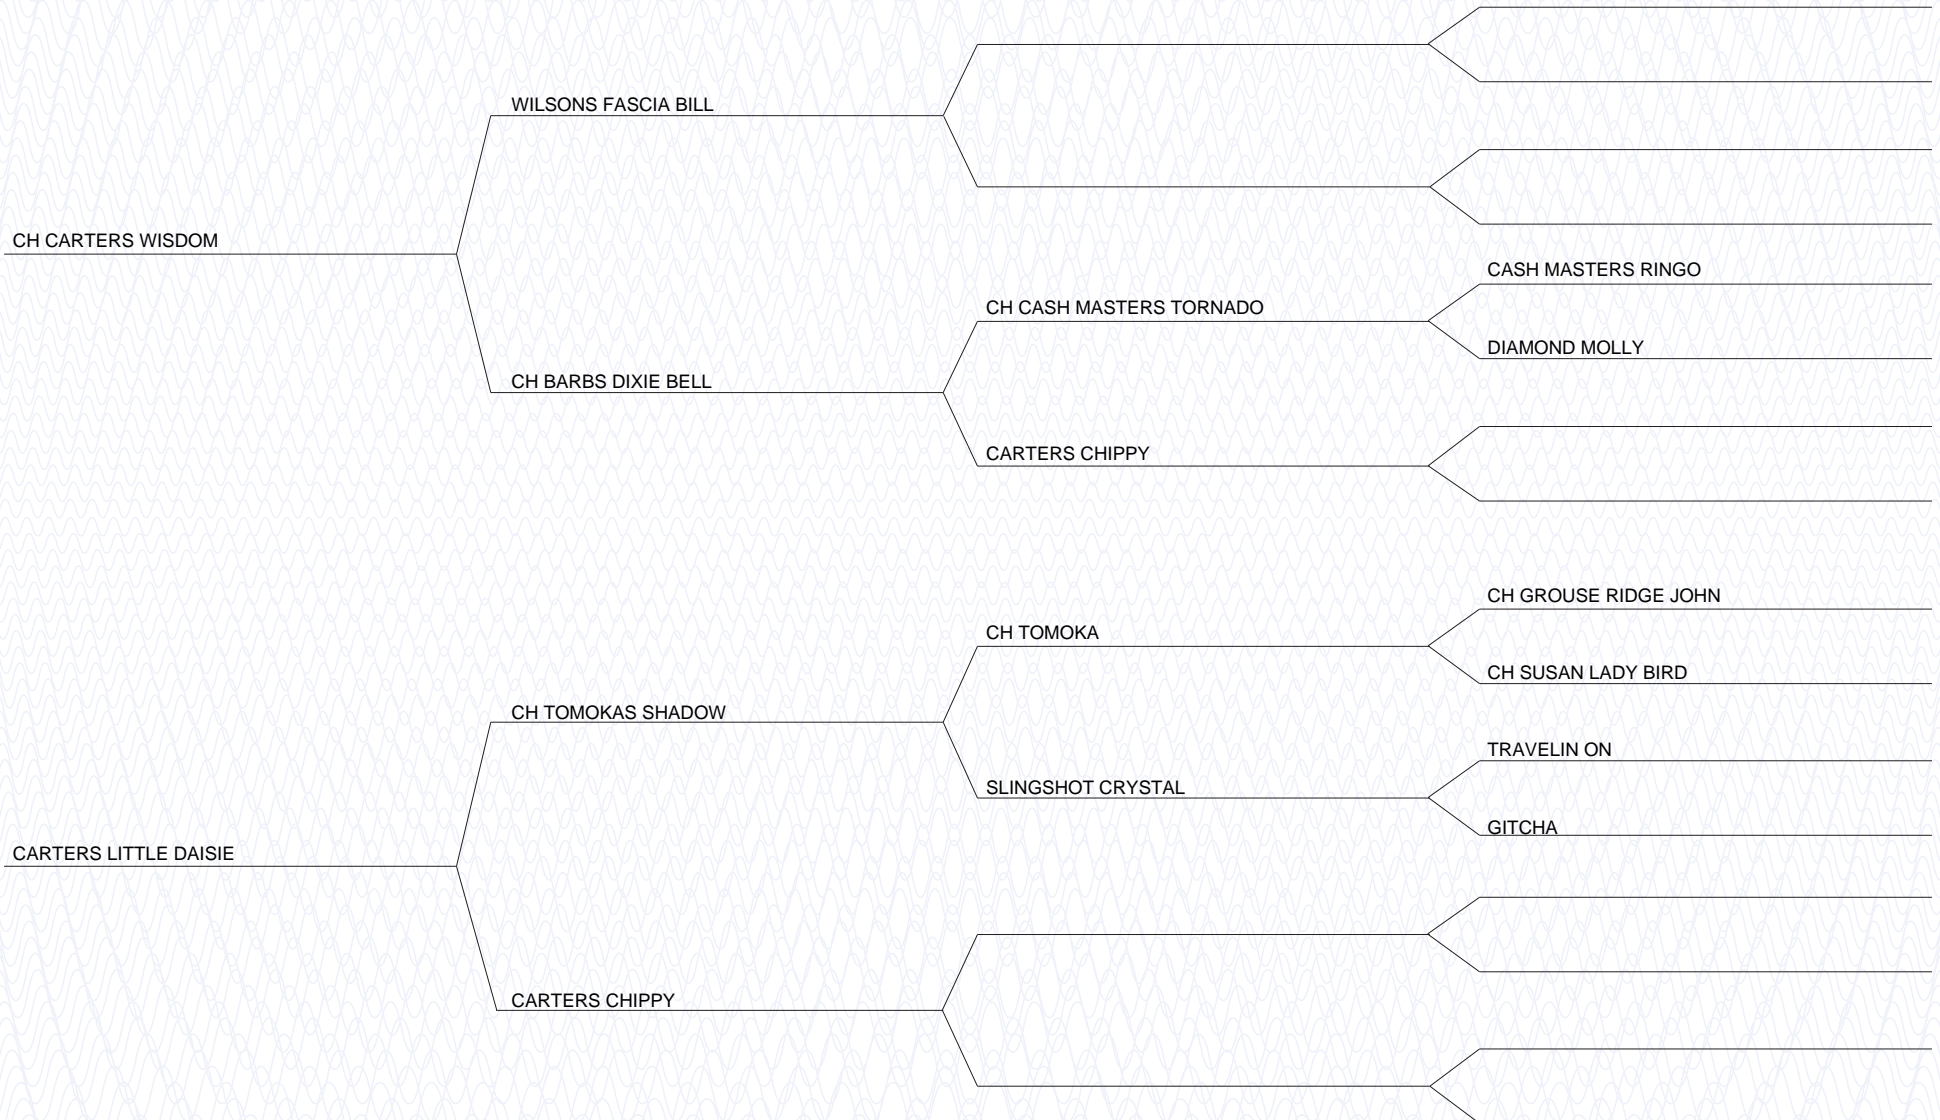 WILSONS FASCIA BILL
CH CARTERS WISDOM
CASH MASTERS RINGO
CH CASH MASTERS TORNADO
DIAMOND MOLLY
CH BARBS DIXIE BELL
CARTERS CHIPPY
CH GROUSE RIDGE JOHN
CH TOMOKA
CH SUSAN LADY BIRD
CH TOMOKAS SHADOW
TRAVELIN ON
SLINGSHOT CRYSTAL
GITCHA
CARTERS LITTLE DAISIE
CARTERS CHIPPY